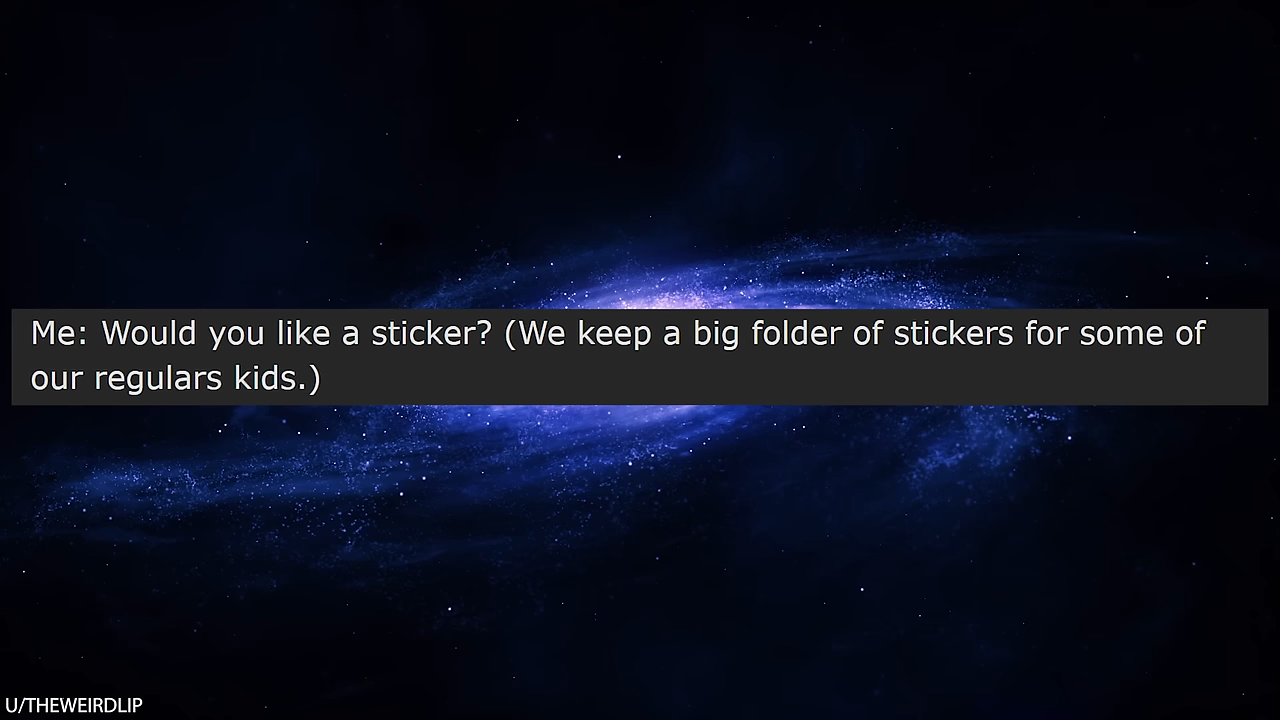 Me: Would you like a sticker? (We keep a big folder of stickers for some of
our regulars kids.)
U/THEWEIRDLIP